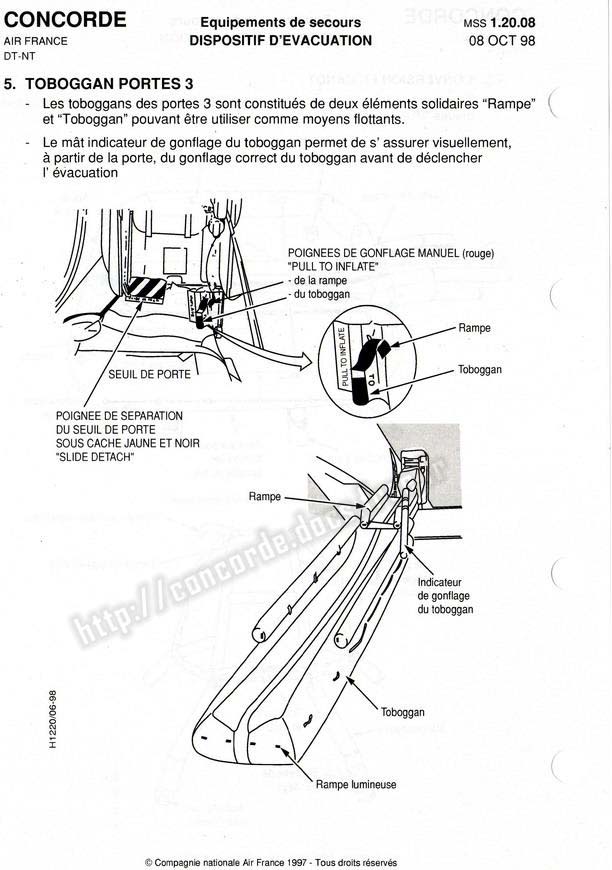 CONCORDE
AIR FRANCE
DT-NT
Equipements de secours
DISPOSITIF D'EVACUATION
MSS 1.20.08
08 OCT 98
5. TOBOGGAN PORTES 3
- Les toboggans des portes 3 sont constitués de deux éléments solidaires “Rampe”
et “Toboggan” pouvant être utiliser comme moyens flottants.
- Le mât indicateur de gonflage du toboggan permet de s' assurer visuellement,
à partir de la porte, du gonflage correct du toboggan avant de déclencher
l' évacuation
POIGNEES DE GONFLAGE MANUEL (rouge)
"PULL TO INFLATE"
- de la rampe
- du toboggan
Rampe
PULL TO INFLATE
TO
Toboggan
SEUIL DE PORTE
POIGNEE DE SEPARATION
DU SEUIL DE PORTE
SOUS CACHE JAUNE ET NOIR
"SLIDE DETACH"
Rampe
Indicateur
de gonflage
du toboggan
Toboggan
Rampe lumineuse
H1220/06-98
© Compagnie nationale Air France 1997 - Tous droits réservés